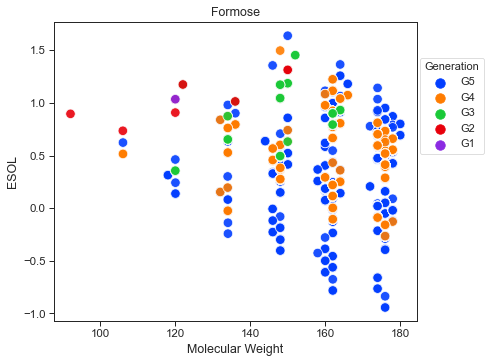 Formose
1.5
1.0
0.5
0.0
−0.5
−1.0
ESOL
100
120
140
160
180
Molecular Weight
Generation
G5
G4
G3
G2
G1